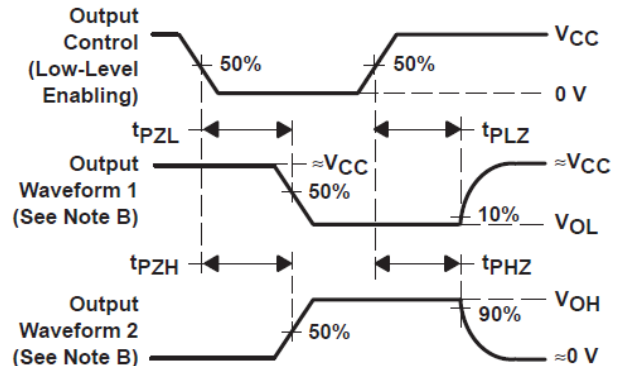 Output
Control
(Low-Level
Enabling)
50%
50%
VCC
0 V
tPZL
tPLZ
Output
Waveform 1
(See Note B)
≈VCC
50%
≈VCC
10%
VOL
tPZH
tPHZ
Output
Waveform 2
(See Note B)
50%
VOH
90%
≈0 V